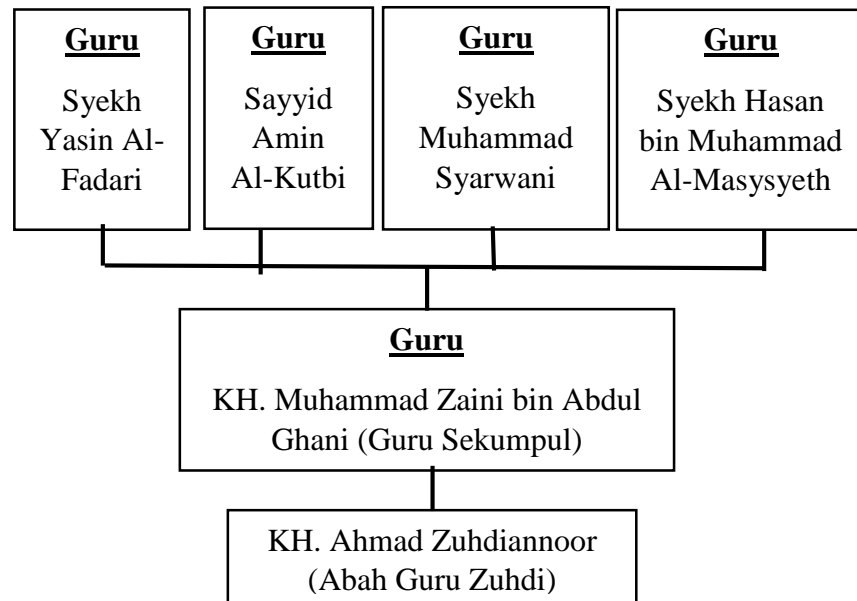 Guru
Syekh
Yasin Al-
Fadari
Guru
Sayyid
Amin
Al-Kutbi
Guru
Syekh
Muhammad
Syarwani
Guru
Syekh Hasan
bin Muhammad
Al-Masysyeth
Guru
KH. Muhammad Zaini bin Abdul
Ghani (Guru Sekumpul)
KH. Ahmad Zuhdiannoor
(Abah Guru Zuhdi)